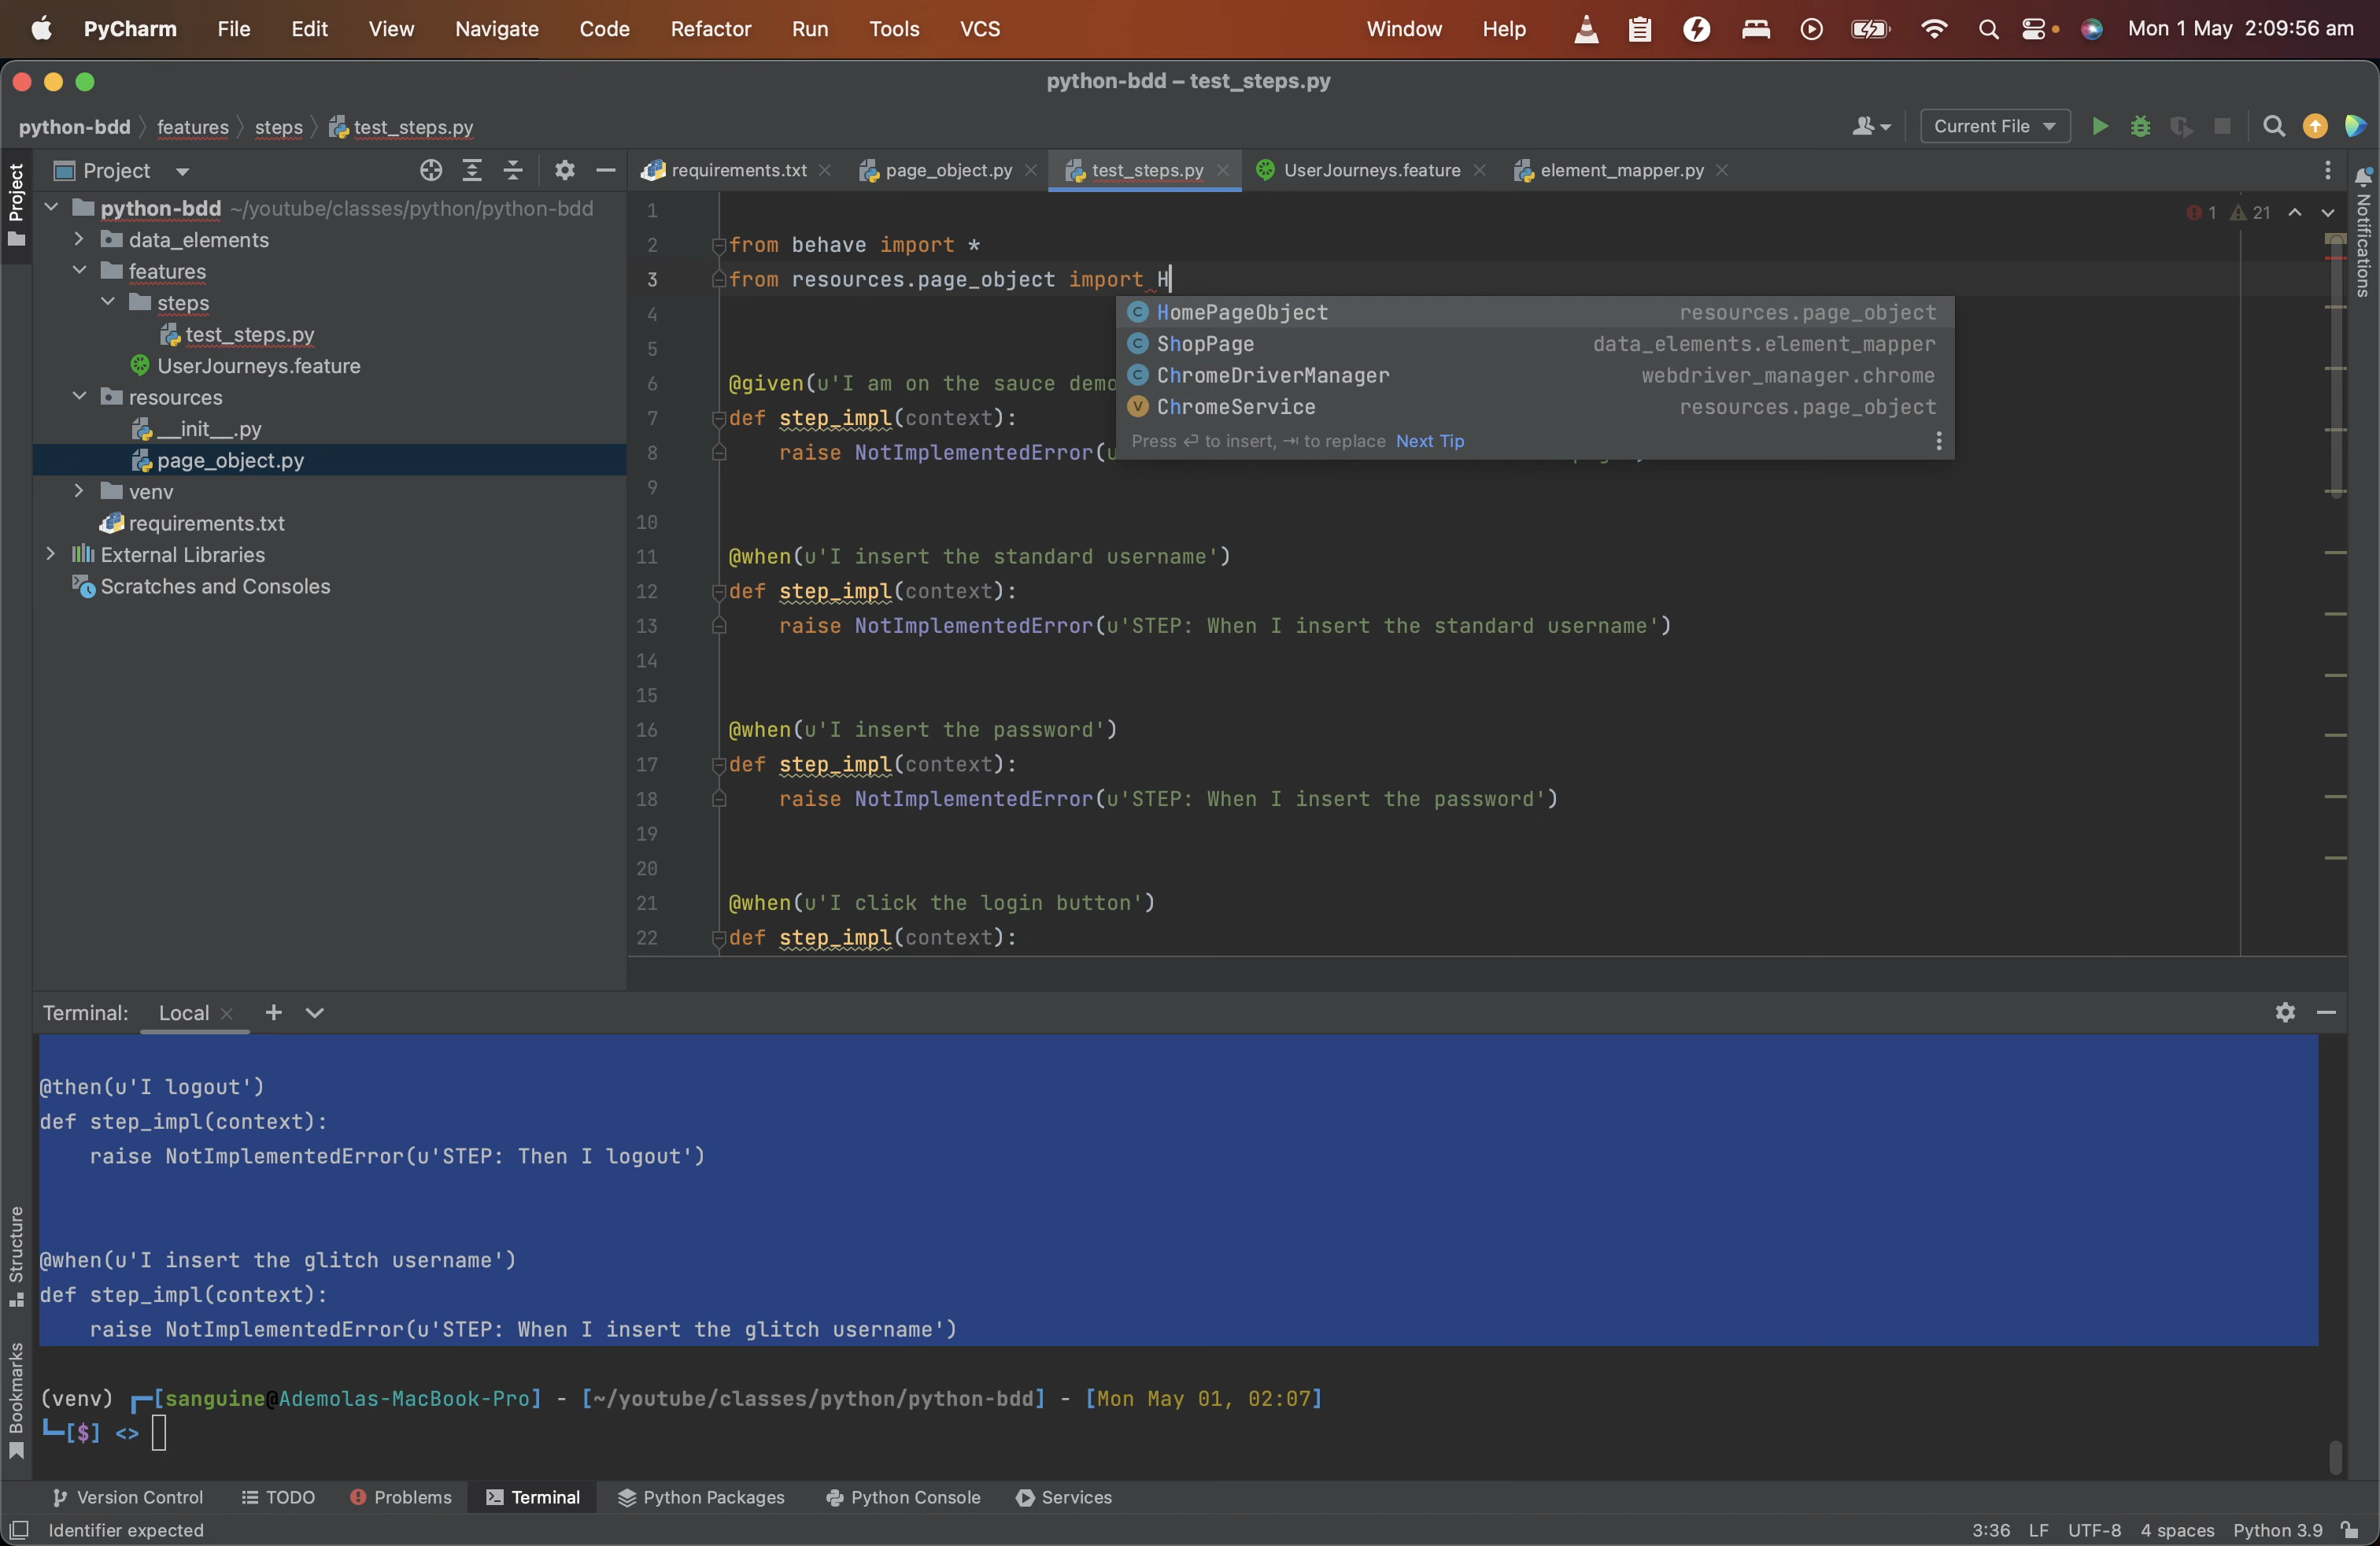 PyCharm File Edit View Navigate Code Refactor Run Tools VCS Window Help Mon 1 May 2:09:56 am
python-bdd – test_steps.py
python-bdd features steps test_steps.py Current File
Project
Project
requirements.txt page_object.py test_steps.py UserJourneys.feature element_mapper.py
Notifications
python-bdd ~/youtube/classes/python/python-bdd
data_elements
features
steps
test_steps.py
UserJourneys.feature
resources
__init__.py
page_object.py
venv
requirements.txt
External Libraries
Scratches and Consoles
1 21
1
2 from behave import *
3 from resources.page_object import H
HomePageObject resources.page_object
ShopPage data_elements.element_mapper
ChromeDriverManager webdriver_manager.chrome
ChromeService resources.page_object
Press ↵ to insert, ⇥ to replace Next Tip
4
5
6 @given(u'I am on the sauce demo
7 def step_impl(context):
8 raise NotImplementedError(u
9
10
11 @when(u'I insert the standard username')
12 def step_impl(context):
13 raise NotImplementedError(u'STEP: When I insert the standard username')
14
15
16 @when(u'I insert the password')
17 def step_impl(context):
18 raise NotImplementedError(u'STEP: When I insert the password')
19
20
21 @when(u'I click the login button')
22 def step_impl(context):
Terminal: Local
@then(u'I logout')
def step_impl(context):
raise NotImplementedError(u'STEP: Then I logout')
@when(u'I insert the glitch username')
def step_impl(context):
raise NotImplementedError(u'STEP: When I insert the glitch username')
(venv) ┌─[sanguine@Ademolas-MacBook-Pro] - [~/youtube/classes/python/python-bdd] - [Mon May 01, 02:07]
└─[$] <>
Structure
Bookmarks
Version Control TODO Problems Terminal Python Packages Python Console Services
Identifier expected 3:36 LF UTF-8 4 spaces Python 3.9